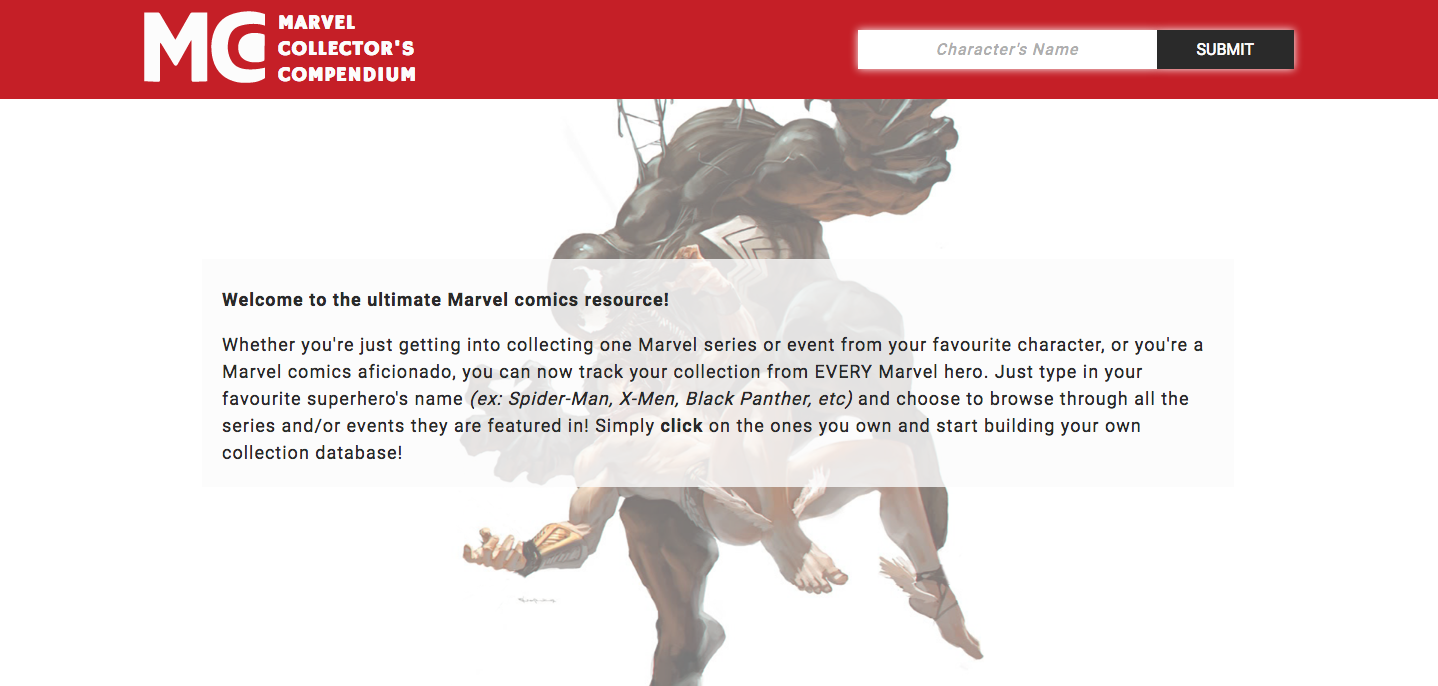 MC
MARVEL
COLLECTOR'S
COMPENDIUM
Character's Name
SUBMIT
Welcome to the ultimate Marvel comics resource!
Whether you're just getting into collecting one Marvel series or event from your favourite character, or you're a
Marvel comics aficionado, you can now track your collection from EVERY Marvel hero. Just type in your
favourite superhero's name (ex: Spider-Man, X-Men, Black Panther, etc) and choose to browse through all the
series and/or events they are featured in! Simply click on the ones you own and start building your own
collection database!